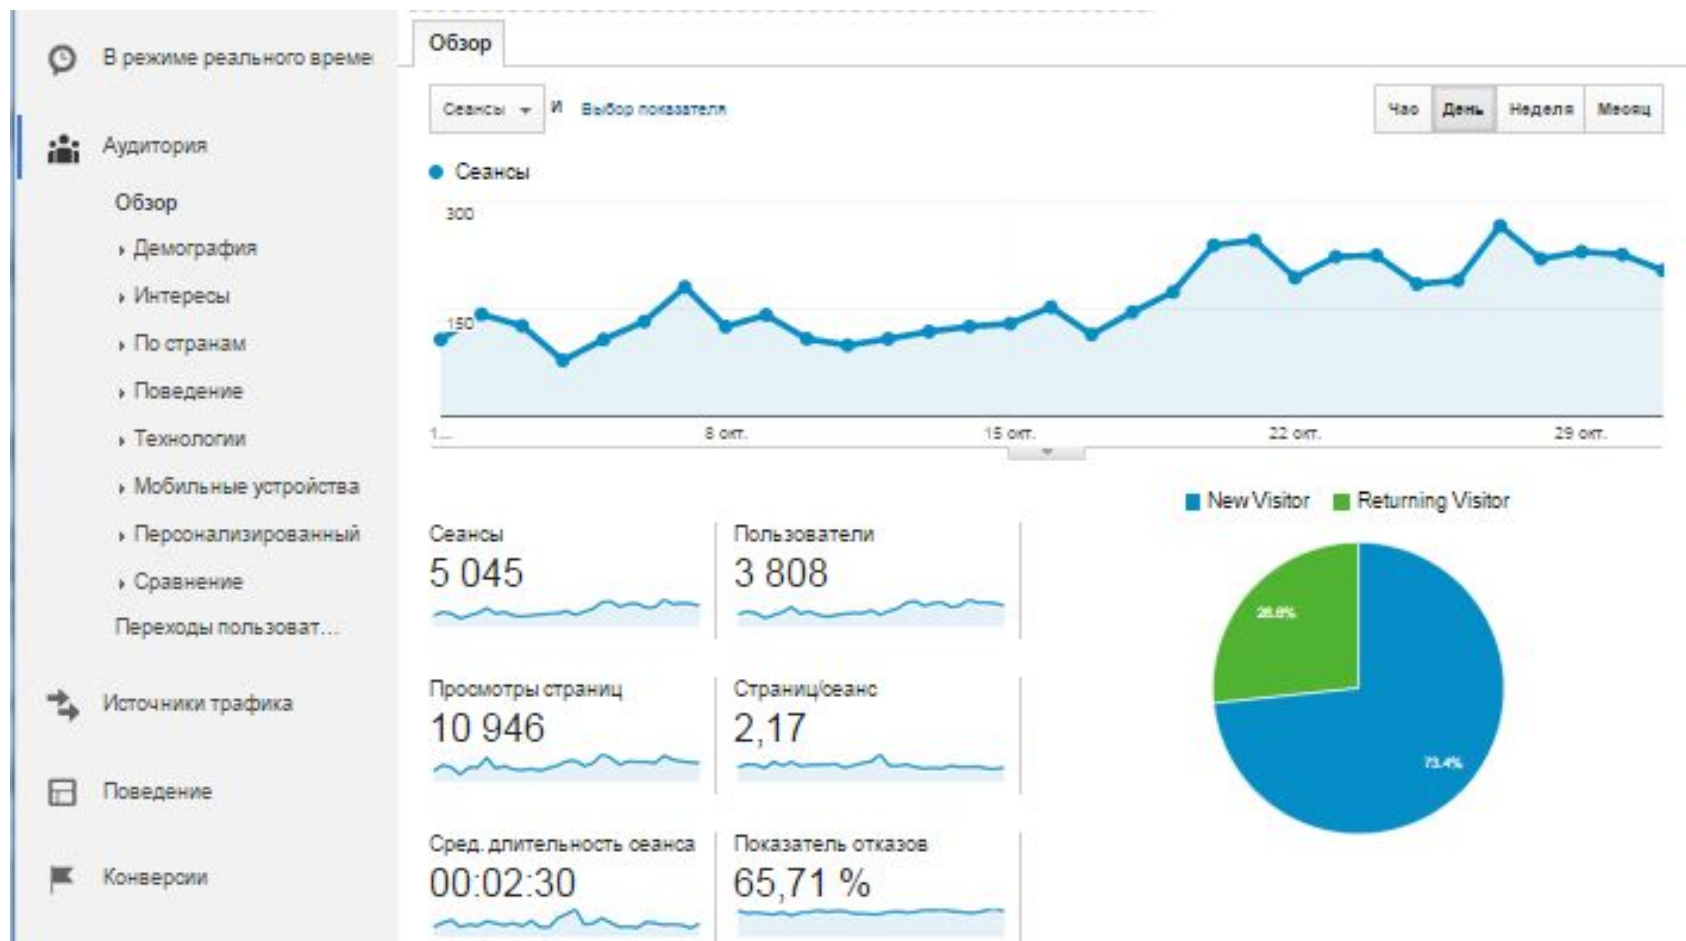 В режиме реального време
Аудитория
Обзор
Демография
Интересы
По странам
Поведение
Технологии
Мобильные устройства
Персонализированный
Сравнение
Переходы пользоват...
Источники трафика
Поведение
Конверсии
Обзор
Сеансы и Выбор показателя
Час День Неделя Месяц
Сеансы
300
150
1... 8 окт. 15 окт. 22 окт. 29 окт.
New Visitor Returning Visitor
Сеансы
5 045
Пользователи
3 808
Просмотры страниц
10 946
Страниц/сеанс
2,17
Сред. длительность сеанса
00:02:30
Показатель отказов
65,71 %
26.6%
73.4%